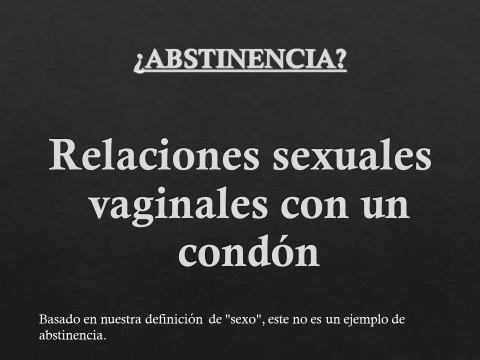 ¿ABSTINENCIA?
Relaciones sexuales
vaginales con un
condón
Basado en nuestra definición de "sexo", este no es un ejemplo de
abstinencia.